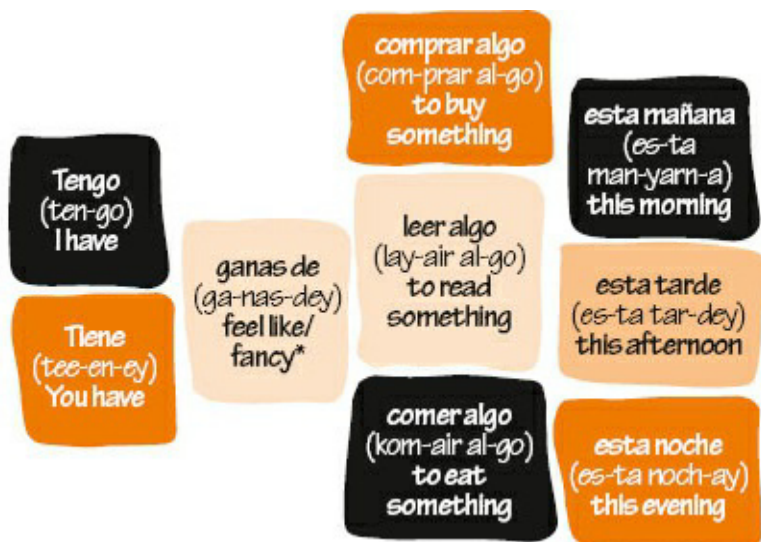 Tengo
(ten-go)
I have
Tiene
(tee-en-ey)
You have
ganas de
(ga-nas-dey)
feel like/
fancy*
comprar algo
(com-prar al-go)
to buy
something
leer algo
(lay-air al-go)
to read
something
comer algo
(kom-air al-go)
to eat
something
esta mañana
(es-ta
man-yarn-a)
this morning
esta tarde
(es-ta tar-dey)
this afternoon
esta noche
(es-ta noch-ay)
this evening